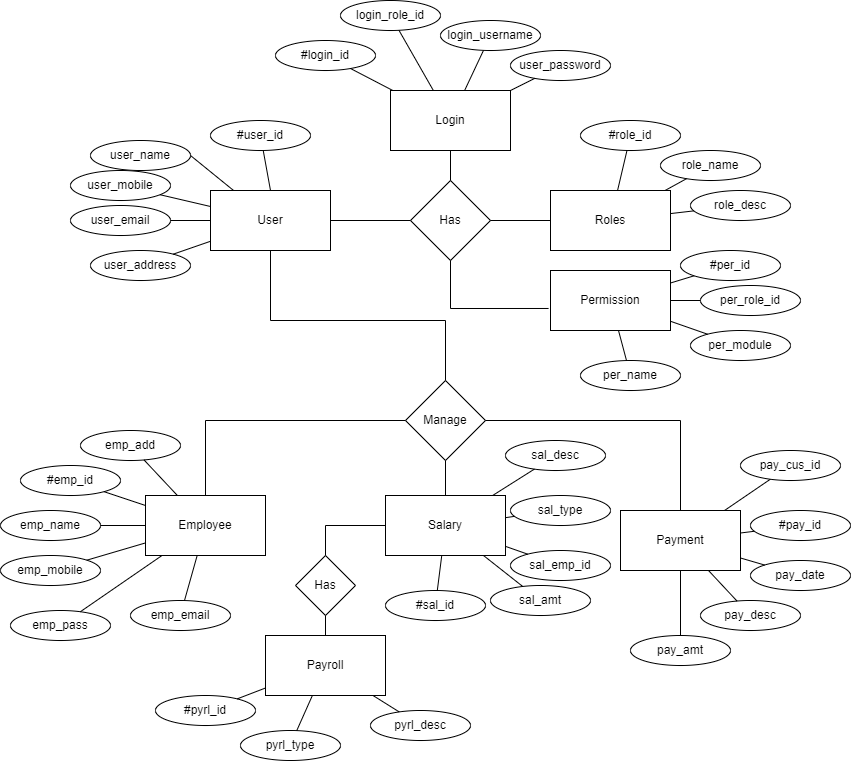 login_role_id
login_username
#login_id
user_password
Login
#user_id
#role_id
user_name
role_name
user_mobile
role_desc
user_email
User
Has
Roles
user_address
#per_id
Permission
per_role_id
per_module
per_name
Manage
emp_add
sal_desc
pay_cus_id
#emp_id
sal_type
emp_name
Employee
Salary
#pay_id
Payment
sal_emp_id
emp_mobile
pay_date
Has
sal_amt
#sal_id
emp_email
pay_desc
emp_pass
pay_amt
Payroll
#pyrl_id
pyrl_desc
pyrl_type